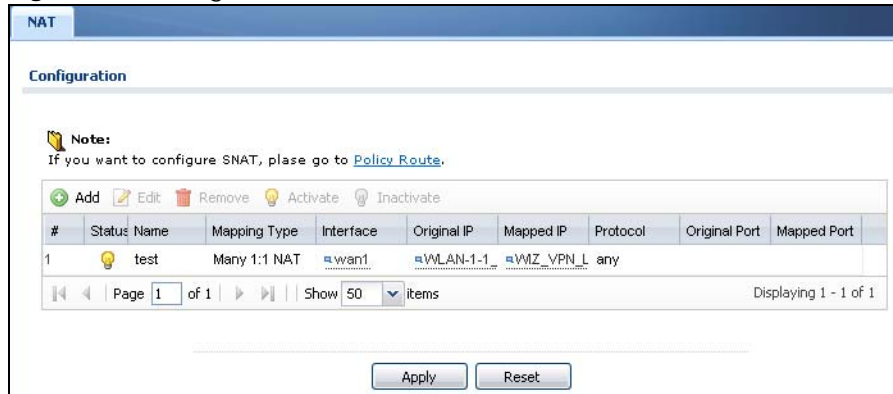 NAT
Configuration
Note:
If you want to configure SNAT, plase go to Policy Route.
Add Edit Remove Activate Inactivate
# Status Name Mapping Type Interface Original IP Mapped IP Protocol Original Port Mapped Port
1 test Many 1:1 NAT wan1 WLAN-1-1_ WIZ_VPN_L any
Page 1 of 1 Show 50 items Displaying 1 - 1 of 1
Apply Reset